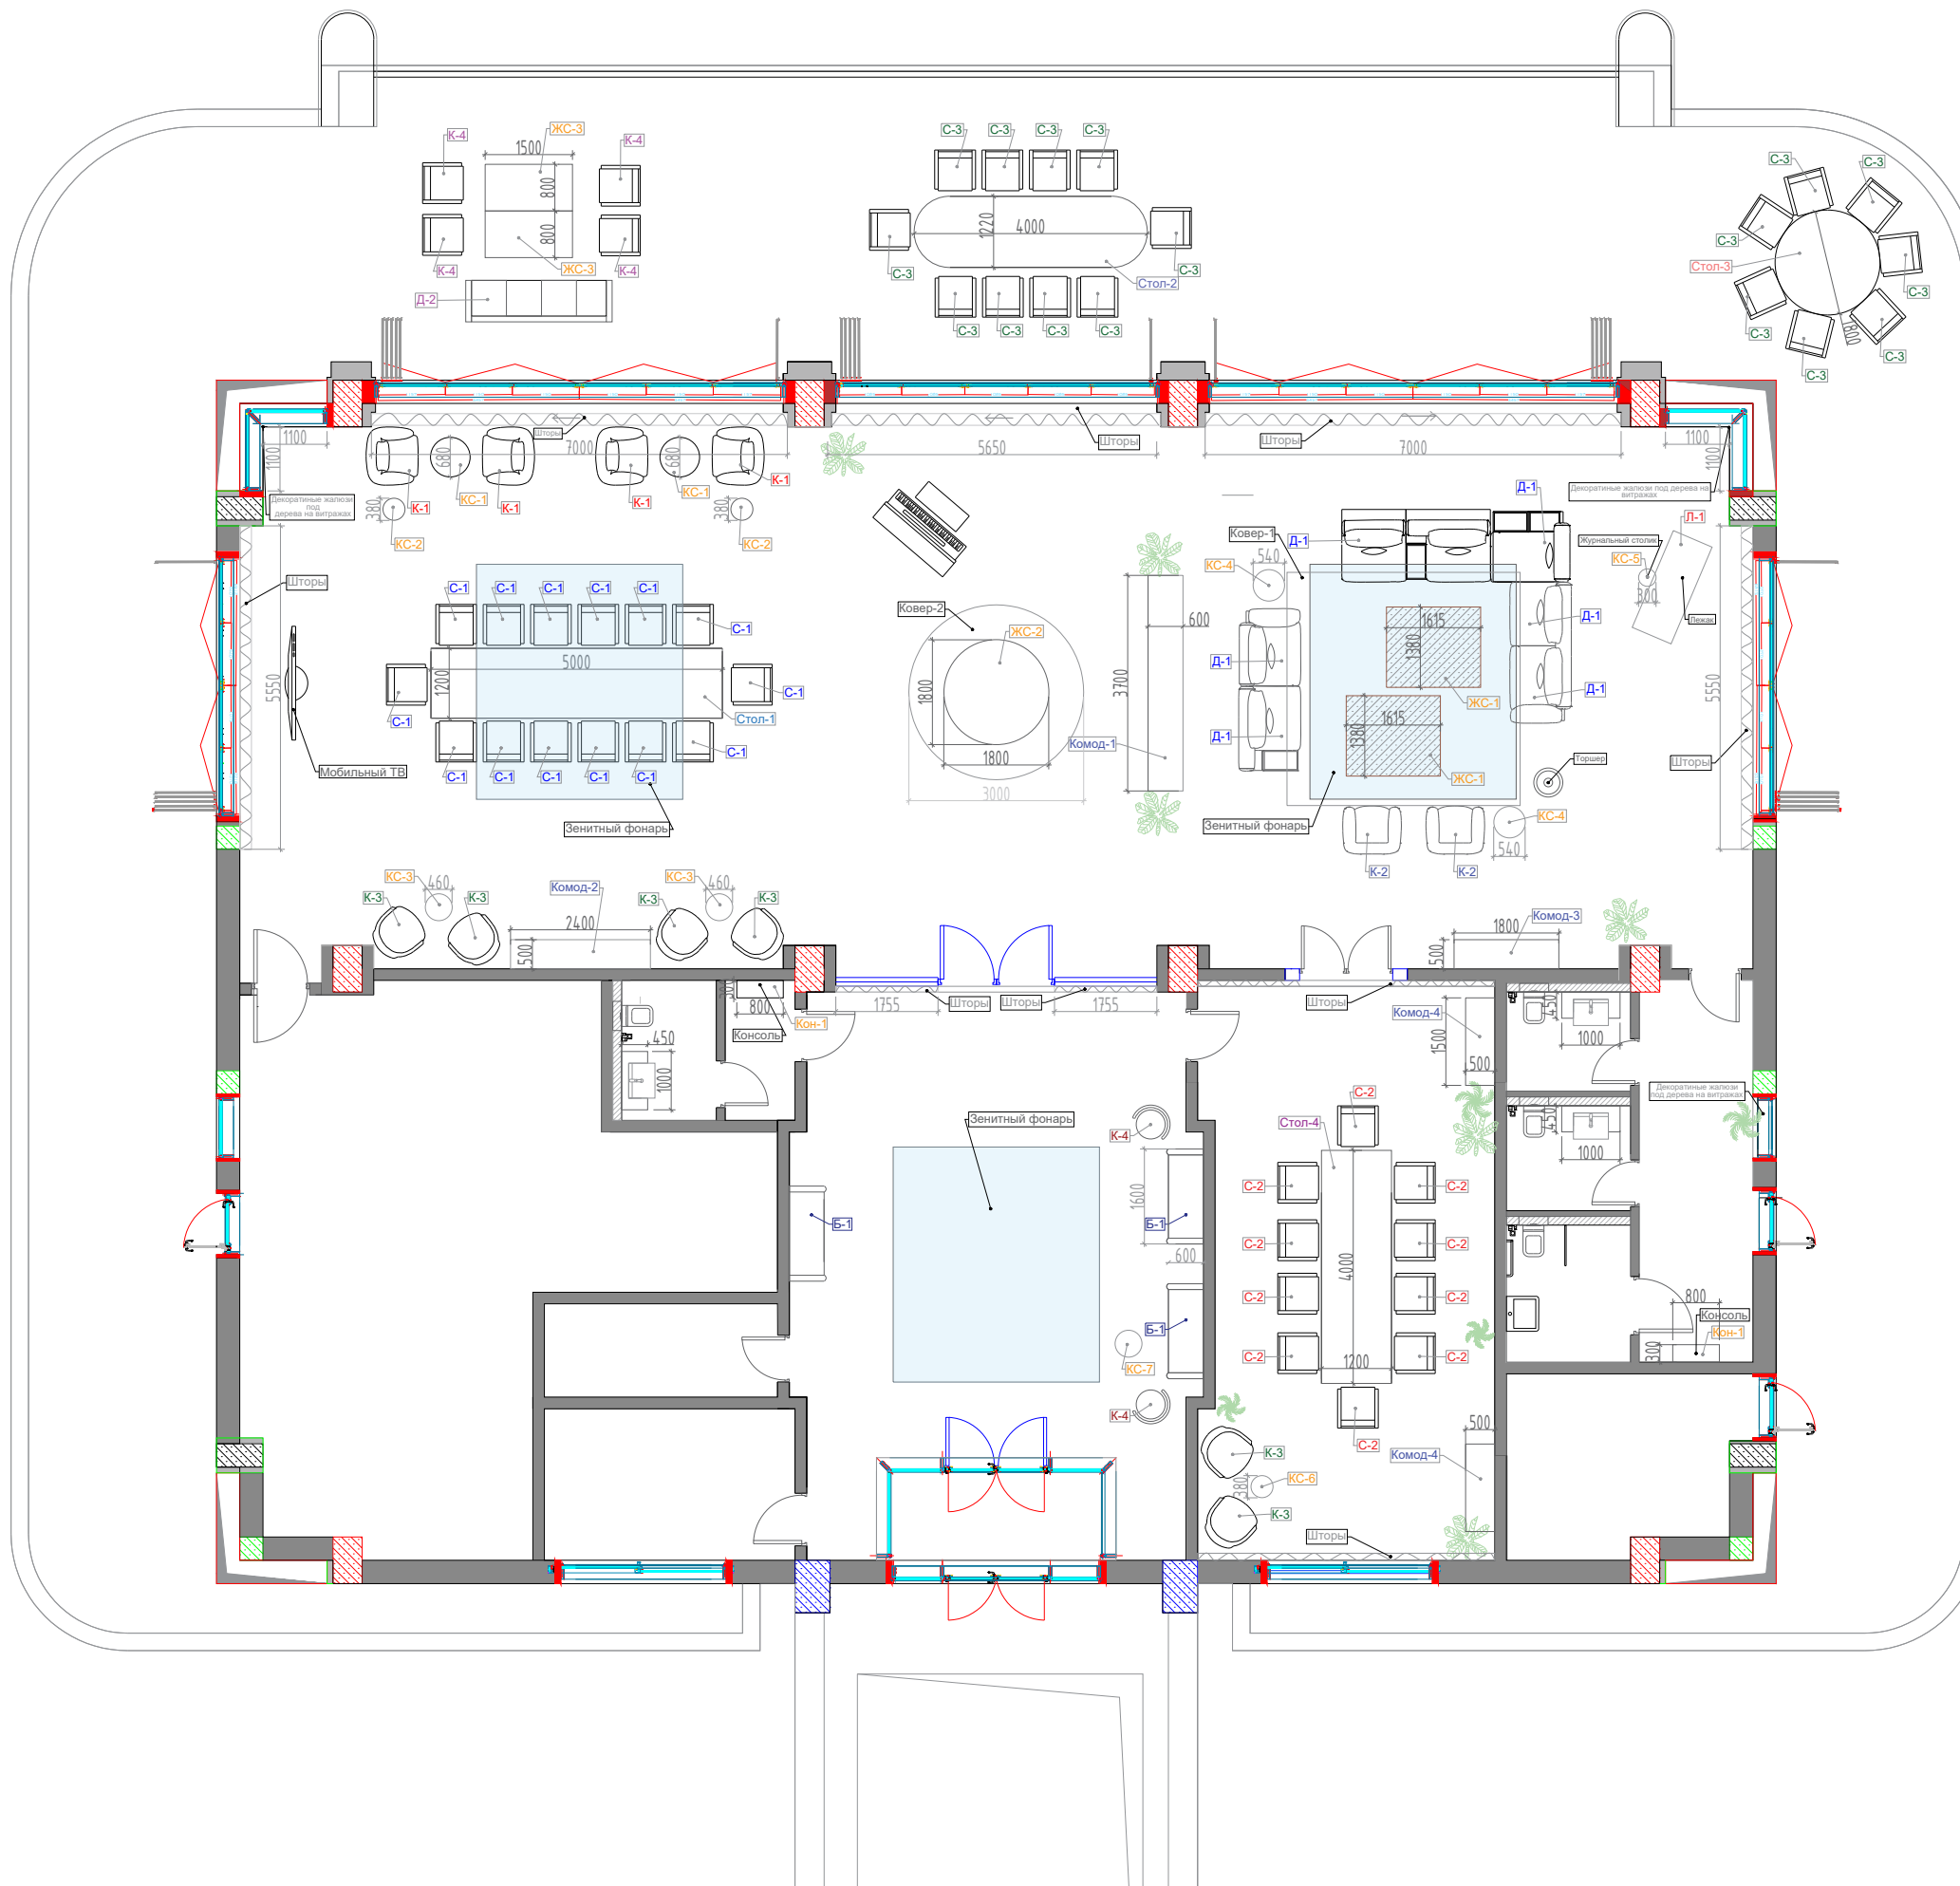 К-4
ЖС-3
К-4
С-3
С-3
С-3
С-3
С-3
С-3
1500
800
800
1220
4000
С-3
Стол-3
С-3
К-4
ЖС-3
К-4
С-3
С-3
Стол-2
Д-2
С-3
С-3
С-3
С-3
С-3
1800
С-3
С-3
1100
1100
Шторы
7000
Шторы
5650
Шторы
7000
1100
1100
680
680
К-1
КС-1
К-1
К-1
КС-1
К-1
Декоратиные жалюзи
под
дерева на витражах
380
380
КС-2
КС-2
Д-1
Декоратиные жалюзи под дерева на
витражах
Л-1
Ковер-1
Д-1
Журнальный столик
540
КС-4
КС-5
300
Шторы
5550
С-1
С-1
С-1
С-1
С-1
С-1
Ковер-2
ЖС-2
600
1615
1380
Д-1
Лежак
5000
1200
С-1
С-1
Стол-1
1800
3700
Д-1
Д-1
ЖС-1
5550
С-1
Д-1
1615
1380
Комод-1
1800
Мобильный ТВ
С-1
С-1
С-1
С-1
С-1
3000
ЖС-1
Торшер
Шторы
Зенитный фонарь
Зенитный фонарь
КС-4
540
К-2
К-2
КС-3
460
К-3
К-3
Комод-2
КС-3
460
К-3
К-3
2400
500
Комод-3
1800
500
1755
Шторы
Шторы
1755
Шторы
800
Кон-1
Консоль
450
1000
Комод-4
1500
500
450
1000
Декоратиные жалюзи
под дерева на витражах
450
1000
Зенитный фонарь
К-4
С-2
Стол-4
1600
С-2
С-2
Б-1
Б-1
600
С-2
С-2
4000
С-2
С-2
800
Консоль
Кон-1
300
Б-1
КС-7
С-2
1200
С-2
К-4
500
С-2
К-3
Комод-4
380
КС-6
К-3
Шторы